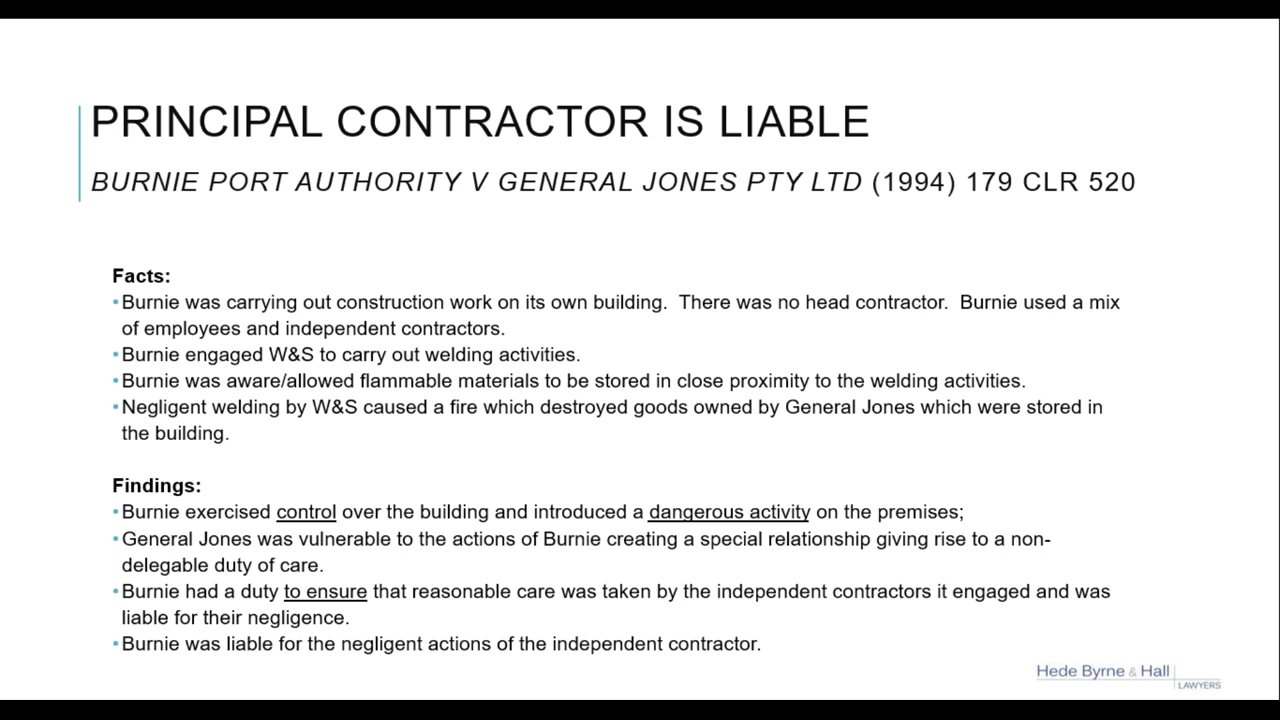 PRINCIPAL CONTRACTOR IS LIABLE
BURNIE PORT AUTHORITY V GENERAL JONES PTY LTD (1994) 179 CLR 520
Facts:
▪Burnie was carrying out construction work on its own building.  There was no head contractor.  Burnie used a mix
of employees and independent contractors.
▪Burnie engaged W&S to carry out welding activities.
▪Burnie was aware/allowed flammable materials to be stored in close proximity to the welding activities.
▪Negligent welding by W&S caused a fire which destroyed goods owned by General Jones which were stored in
the building.
Findings:
▪Burnie exercised control over the building and introduced a dangerous activity on the premises;
▪General Jones was vulnerable to the actions of Burnie creating a special relationship giving rise to a non-
delegable duty of care.
▪Burnie had a duty to ensure that reasonable care was taken by the independent contractors it engaged and was
liable for their negligence.
▪Burnie was liable for the negligent actions of the independent contractor.
Hede Byrne & Hall
LAWYERS